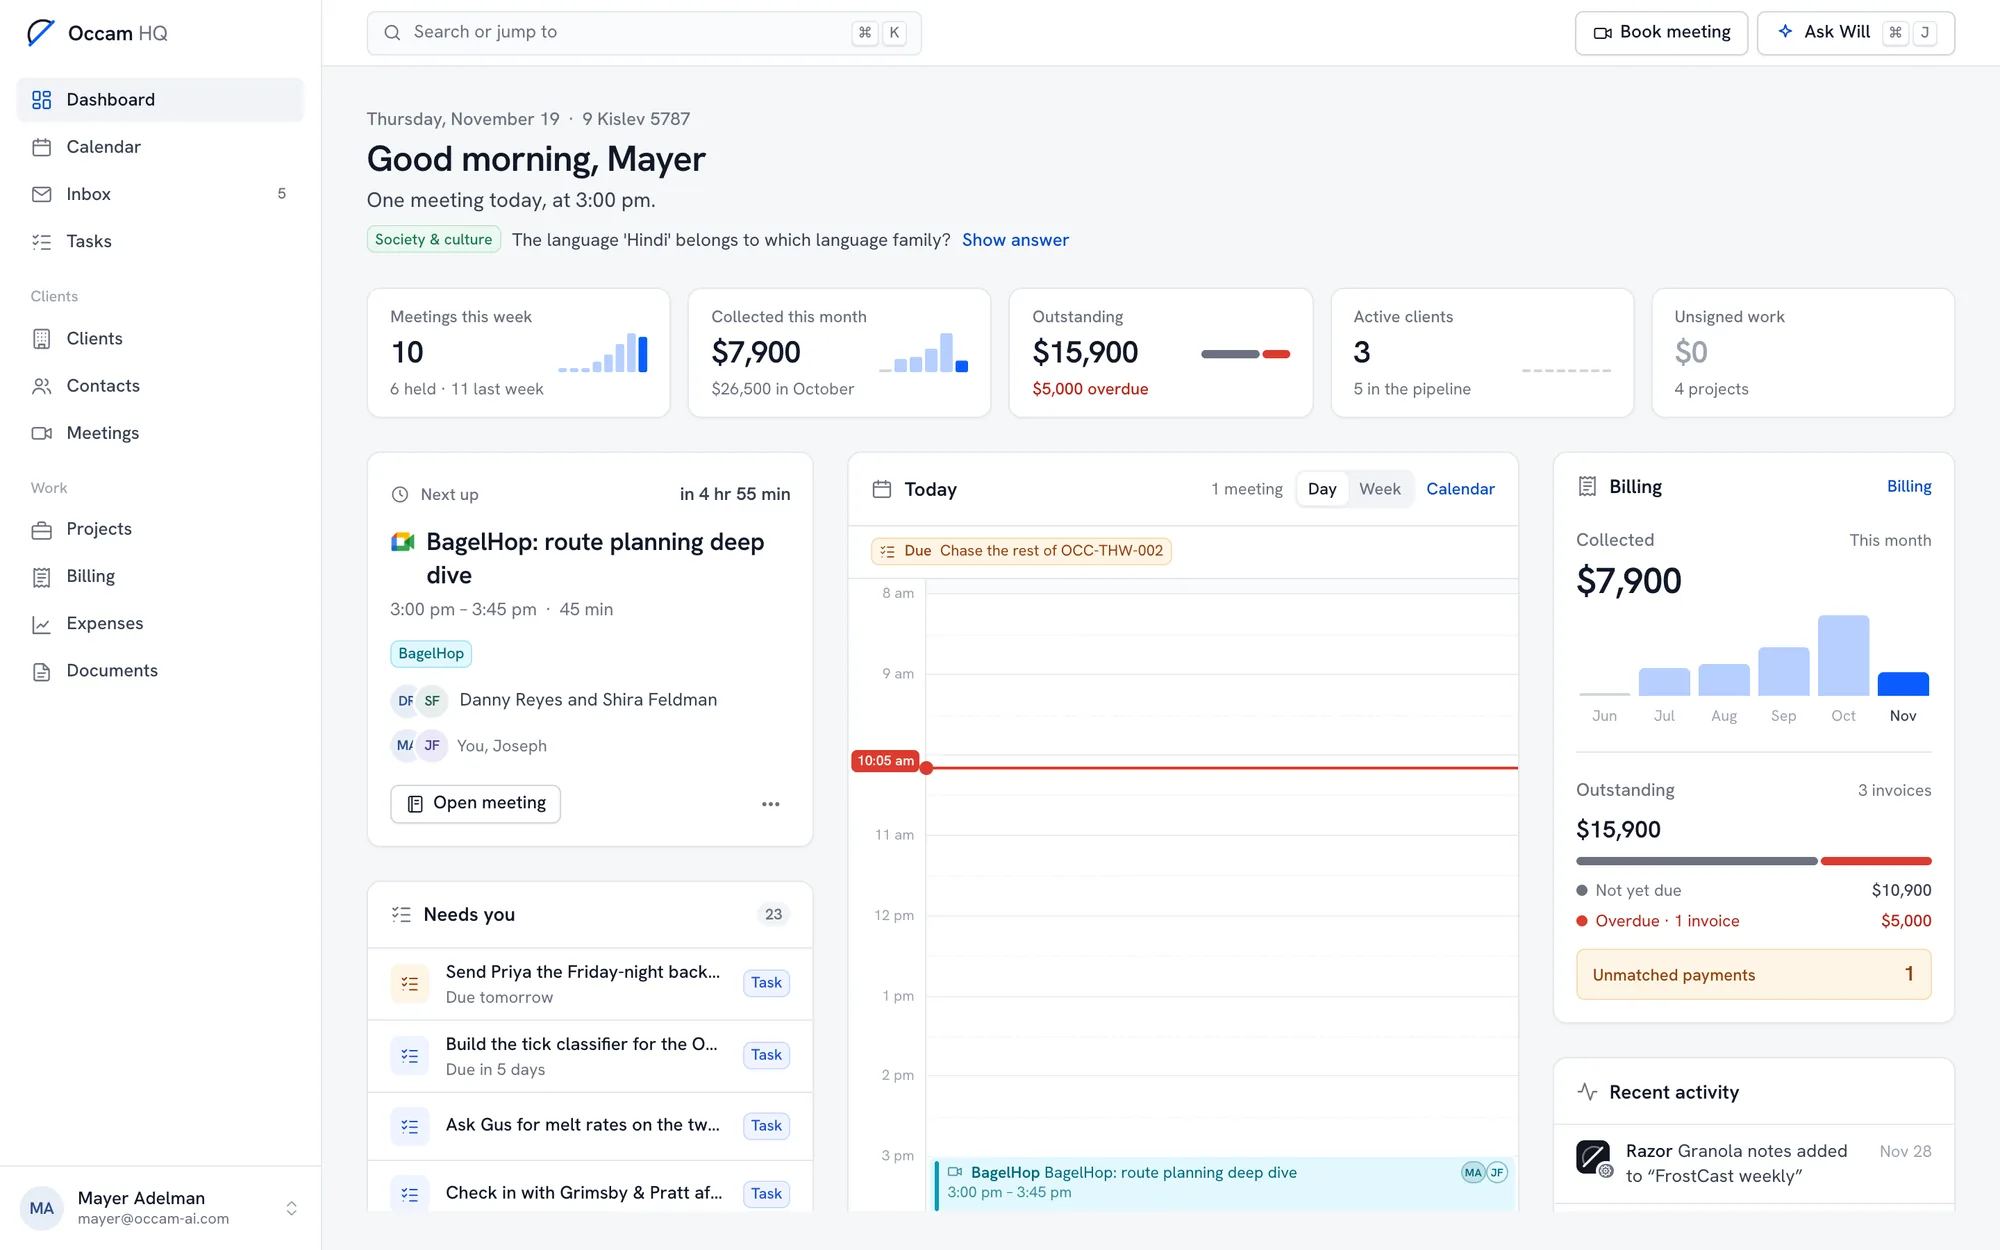 Occam HQ
Search or jump to
⌘ K
Book meeting
Ask Will ⌘ J
Dashboard
Calendar
Inbox 5
Tasks
Clients
Clients
Contacts
Meetings
Work
Projects
Billing
Expenses
Documents
MA
Mayer Adelman
mayer@occam-ai.com
Thursday, November 19 · 9 Kislev 5787
Good morning, Mayer
One meeting today, at 3:00 pm.
Society & culture The language 'Hindi' belongs to which language family? Show answer
Meetings this week
10
6 held · 11 last week
Collected this month
$7,900
$26,500 in October
Outstanding
$15,900
$5,000 overdue
Active clients
3
5 in the pipeline
Unsigned work
$0
4 projects
Next up in 4 hr 55 min
BagelHop: route planning deep
dive
3:00 pm – 3:45 pm · 45 min
BagelHop
SF Danny Reyes and Shira Feldman
MA JF You, Joseph
Open meeting
Needs you 23
Send Priya the Friday-night back... Task
Due tomorrow
Build the tick classifier for the O... Task
Due in 5 days
Ask Gus for melt rates on the tw... Task
Check in with Grimsby & Pratt af... Task
Today 1 meeting Day Week Calendar
Due Chase the rest of OCC-THW-002
8 am
9 am
10:05 am
11 am
12 pm
1 pm
2 pm
3 pm
BagelHop BagelHop: route planning deep dive MA JF
3:00 pm – 3:45 pm
Billing Billing
Collected This month
$7,900
Jun Jul Aug Sep Oct Nov
Outstanding 3 invoices
$15,900
Not yet due $10,900
Overdue · 1 invoice $5,000
Unmatched payments 1
Recent activity
Razor Granola notes added Nov 28
to “FrostCast weekly”